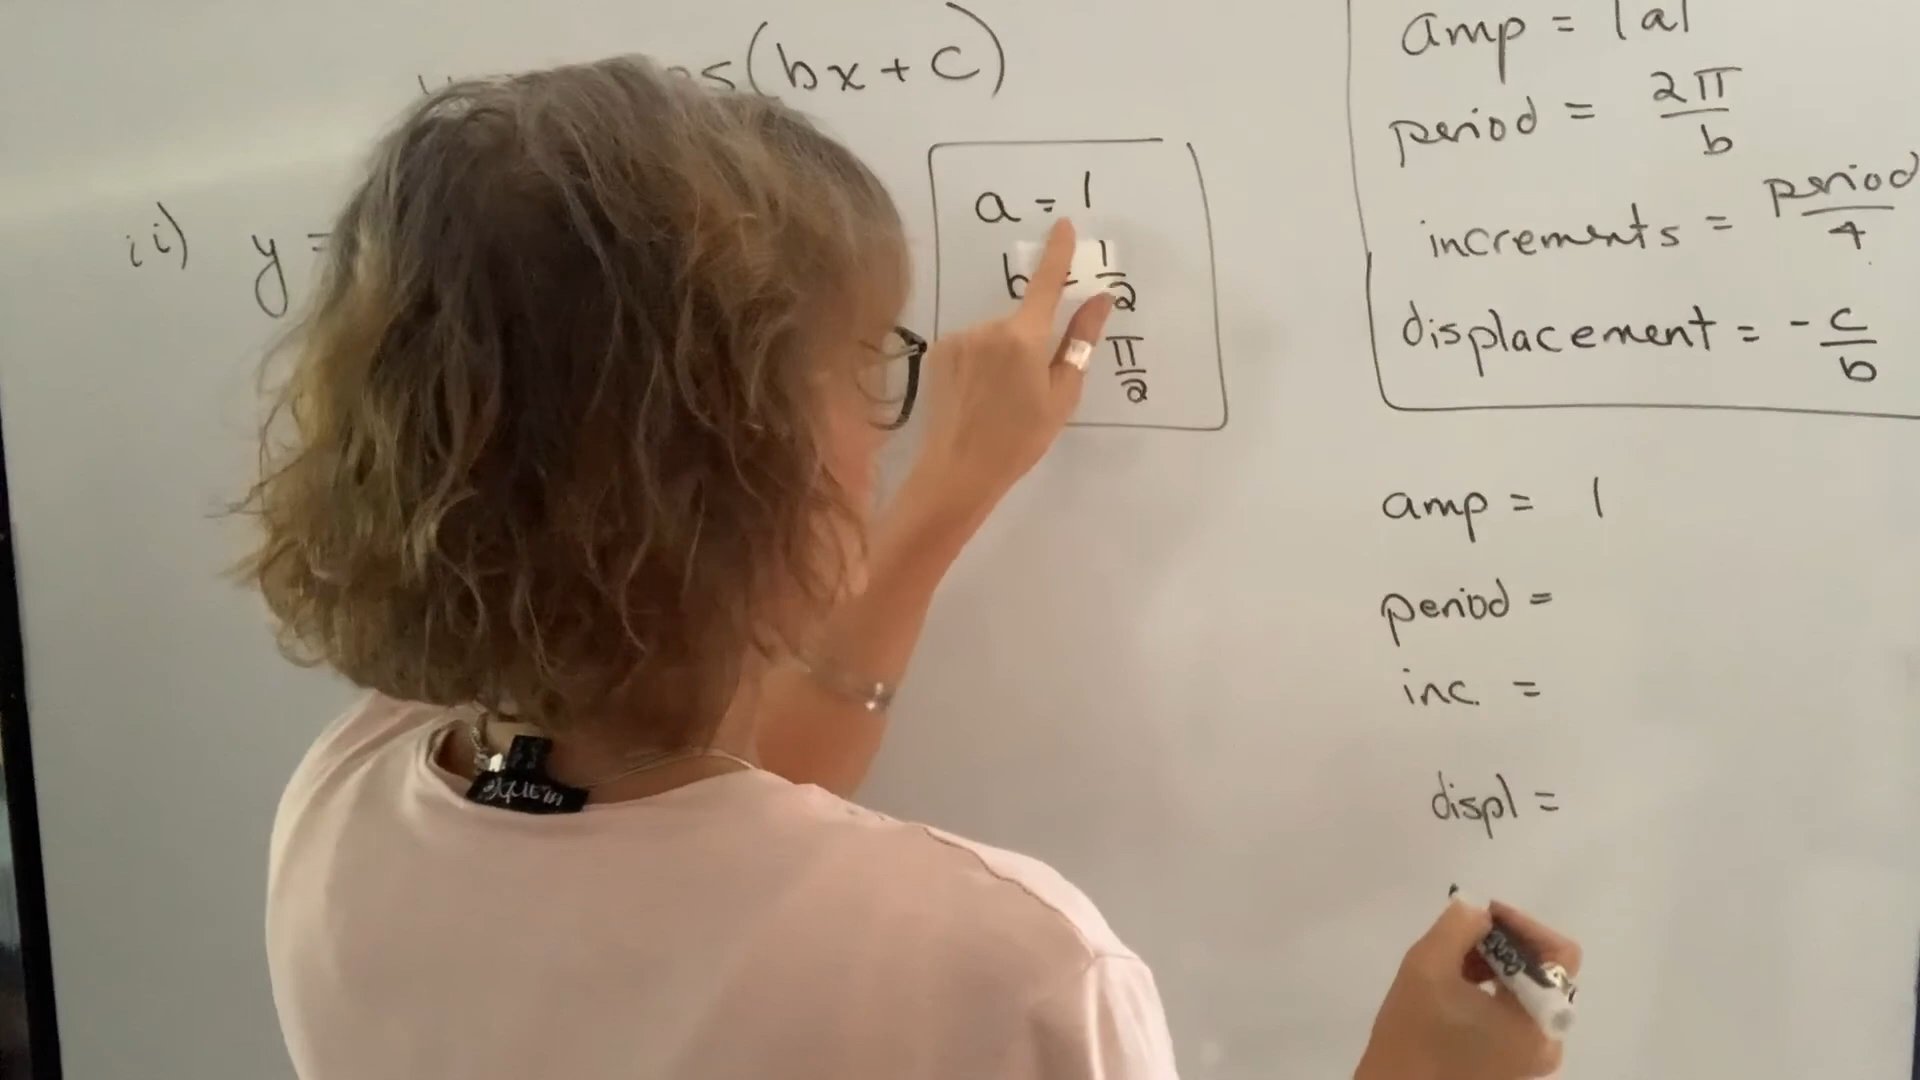 (bx + c)
ii) y =
a = 1
b = 1/2
π/2
amp = |a|
period = 2π/b
increments = period/4
displacement = - c/b
amp = 1
period =
inc. =
displ =